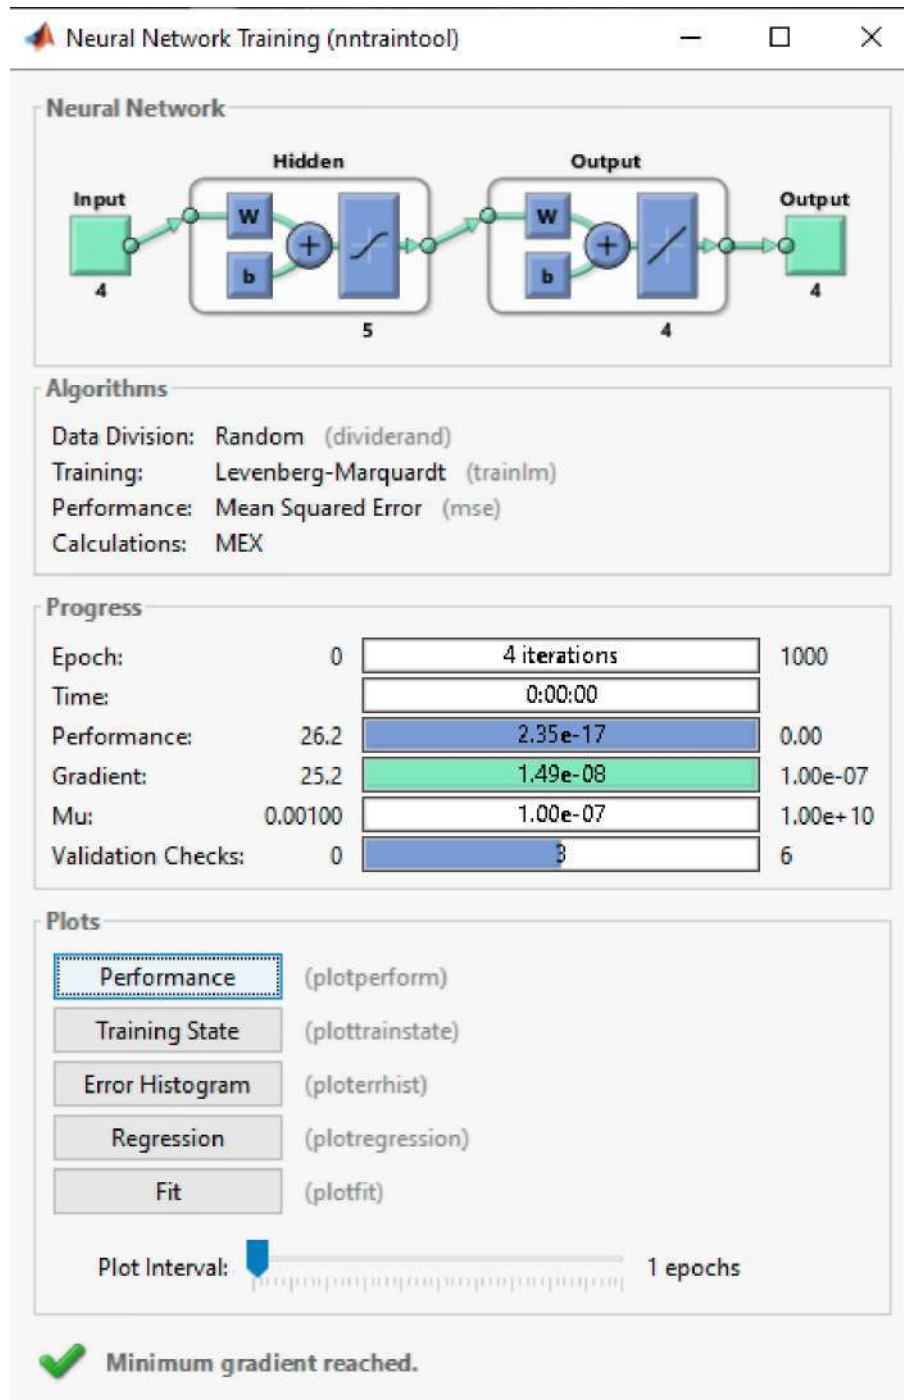 Neural Network Training (nntraintool)
Neural Network
Hidden
Output
Input
W
b
+
W
b
+
Output
4
5
4
4
Algorithms
Data Division: Random (dividerand)
Training: Levenberg-Marquardt (trainlm)
Performance: Mean Squared Error (mse)
Calculations: MEX
Progress
Epoch: 0 4 iterations 1000
Time: 0:00:00
Performance: 26.2 2.35e-17 0.00
Gradient: 25.2 1.49e-08 1.00e-07
Mu: 0.00100 1.00e-07 1.00e+10
Validation Checks: 0 3 6
Plots
Performance (plotperform)
Training State (plottrainstate)
Error Histogram (ploterrhist)
Regression (plotregression)
Fit (plotfit)
Plot Interval: 1 epochs
Minimum gradient reached.